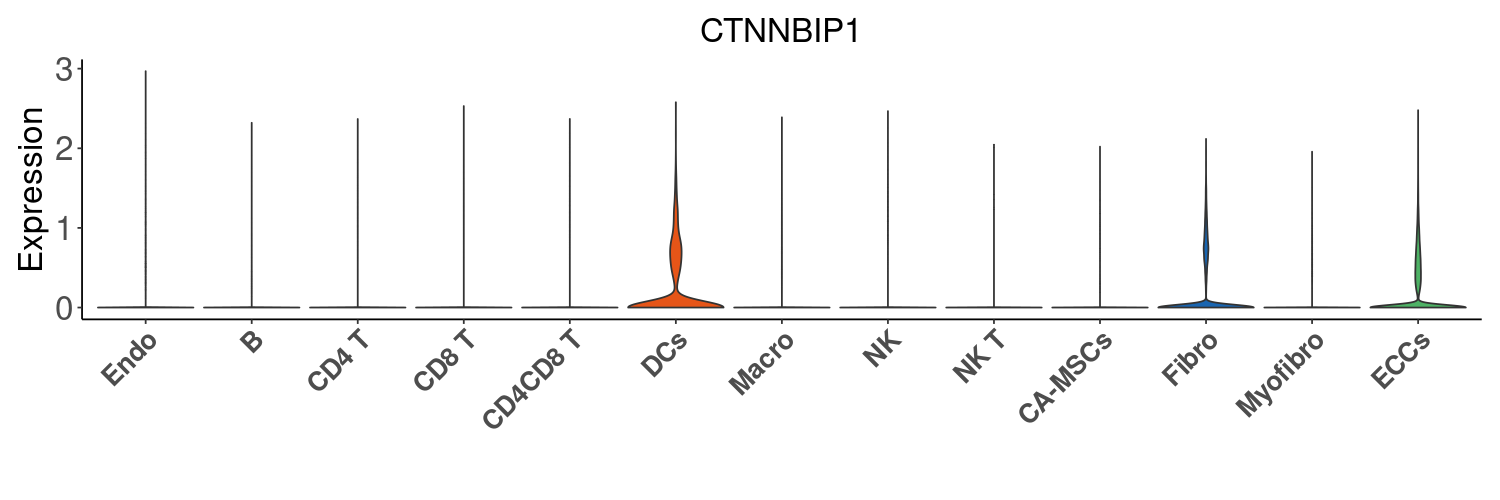 CTNNBIP1
Expression
3
2
1
0
Endo
B
CD4 T
CD8 T
CD4CD8 T
DCs
Macro
NK
NK T
CA-MSCs
Fibro
Myofibro
ECCs